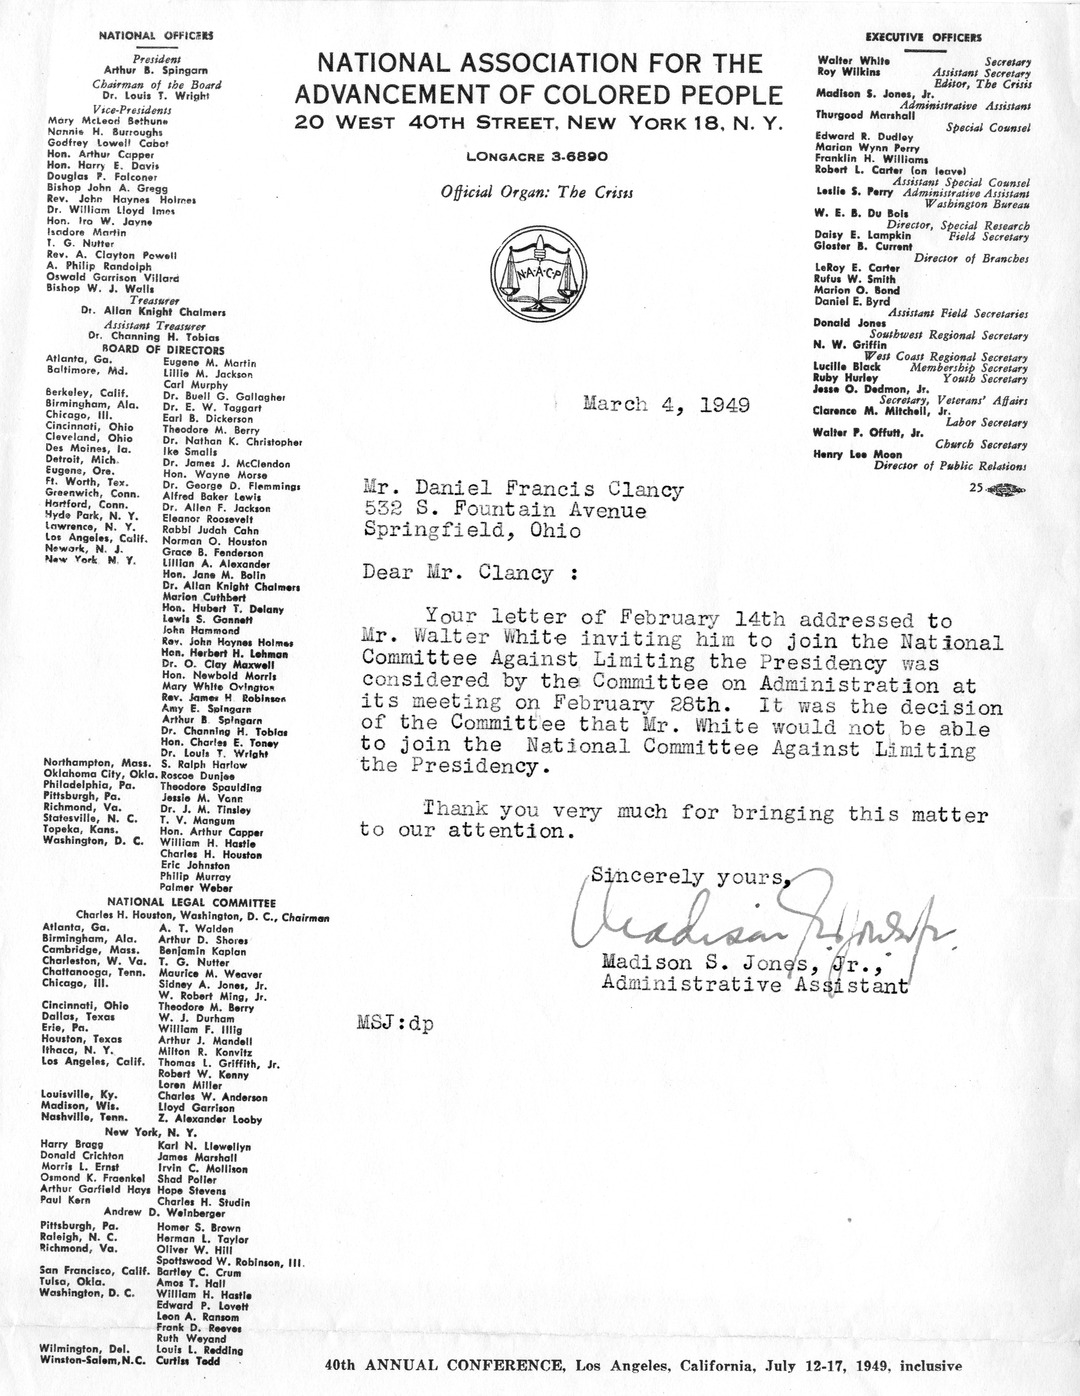 NATIONAL OFFICERS
President
Arthur B. Spingarn
Chairman of the Board
Dr. Louis T. Wright
Vice-Presidents
Mary McLeod Bethune
Nannie H. Burroughs
Godfrey Lowell Cabot
Hon. Arthur Capper
Hon. Harry E. Davis
Douglas P. Falconer
Bishop John A. Gregg
Rev. John Haynes Holmes
Dr. William Lloyd Imes
Hon. Ira W. Jayne
Isadore Martin
T. G. Nutter
Rev. A. Clayton Powell
A. Philip Randolph
Oswald Garrison Villard
Bishop W. J. Walls
Treasurer
Dr. Allan Knight Chalmers
Assistant Treasurer
Dr. Channing H. Tobias
BOARD OF DIRECTORS
Atlanta, Ga. Eugene M. Martin
Baltimore, Md. Lillie M. Jackson
Carl Murphy
Berkeley, Calif. Dr. Buell G. Gallagher
Birmingham, Ala. Dr. E. W. Taggart
Chicago, Ill. Earl B. Dickerson
Cincinnati, Ohio Theodore M. Berry
Cleveland, Ohio Dr. Nathan K. Christopher
Des Moines, Ia. Ike Smalls
Detroit, Mich. Dr. James J. McClendon
Eugene, Ore. Hon. Wayne Morse
Ft. Worth, Tex. Dr. George D. Flemmings
Greenwich, Conn. Alfred Baker Lewis
Hartford, Conn. Dr. Allen F. Jackson
Hyde Park, N. Y. Eleanor Roosevelt
Lawrence, N. Y. Rabbi Judah Cahn
Los Angeles, Calif. Norman O. Houston
Newark, N. J. Grace B. Fenderson
New York N. Y. Lillian A. Alexander
Hon. Jane M. Bolin
Dr. Allan Knight Chalmers
Marion Cuthbert
Hon. Hubert T. Delany
Lewis S. Gannett
John Hammond
Rev. John Haynes Holmes
Hon. Herbert H. Lehman
Dr. O. Clay Maxwell
Hon. Newbold Morris
Mary White Ovington
Rev. James H Robinson
Amy E. Spingarn
Arthur B. Spingarn
Dr. Channing H. Tobias
Hon. Charles E. Toney
Dr. Louis T. Wright
Northampton, Mass. S. Ralph Harlow
Oklahoma City, Okla. Roscoe Dunjee
Philadelphia, Pa. Theodore Spaulding
Pittsburgh, Pa. Jessie M. Vann
Richmond, Va. Dr. J. M. Tinsley
Statesville, N. C. T. V. Mangum
Topeka, Kans. Hon. Arthur Capper
Washington, D. C. William H. Hastie
Charles H. Houston
Eric Johnston
Philip Murray
Palmer Weber
NATIONAL LEGAL COMMITTEE
Charles H. Houston, Washington, D. C., Chairman
Atlanta, Ga. A. T. Walden
Birmingham, Ala. Arthur D. Shores
Cambridge, Mass. Benjamin Kaplan
Charleston, W. Va. T. G. Nutter
Chattanooga, Tenn. Maurice M. Weaver
Chicago, Ill. Sidney A. Jones, Jr.
W. Robert Ming, Jr.
Cincinnati, Ohio Theodore M. Berry
Dallas, Texas W. J. Durham
Erie, Pa. William F. Illig
Houston, Texas Arthur J. Mandell
Ithaca, N. Y. Milton R. Konvitz
Los Angeles, Calif. Thomas L. Griffith, Jr.
Robert W. Kenny
Loren Miller
Louisville, Ky. Charles W. Anderson
Madison, Wis. Lloyd Garrison
Nashville, Tenn. Z. Alexander Looby
New York, N. Y.
Harry Bragg Karl N. Llewellyn
Donald Crichton James Marshall
Morris L. Ernst Irvin C. Mollison
Osmond K. Fraenkel Shad Polier
Arthur Garfield Hays Hope Stevens
Paul Kern Charles H. Studin
Andrew D. Weinberger
Pittsburgh, Pa. Homer S. Brown
Raleigh, N. C. Herman L. Taylor
Richmond, Va. Oliver W. Hill
Spottswood W. Robinson, III.
San Francisco, Calif. Bartley C. Crum
Tulsa, Okla. Amos T. Hall
Washington, D. C. William H. Hastie
Edward P. Lovett
Leon A. Ransom
Frank D. Reeves
Ruth Weyand
Wilmington, Del. Louis L. Redding
Winston-Salem, N.C. Curtiss Todd
NATIONAL ASSOCIATION FOR THE
ADVANCEMENT OF COLORED PEOPLE
20 WEST 40TH STREET, NEW YORK 18, N. Y.
LONGACRE 3-6890
Official Organ: The Crisis
N·A·A·C·P
EXECUTIVE OFFICERS
Walter White Secretary
Roy Wilkins Assistant Secretary
Editor, The Crisis
Madison S. Jones, Jr.
Administrative Assistant
Thurgood Marshall
Special Counsel
Edward R. Dudley
Marian Wynn Perry
Franklin H. Williams
Robert L. Carter (on leave)
Assistant Special Counsel
Leslie S. Perry Administrative Assistant
Washington Bureau
W. E. B. Du Bois
Director, Special Research
Daisy E. Lampkin Field Secretary
Gloster B. Current
Director of Branches
LeRoy E. Carter
Rufus W. Smith
Marion O. Bond
Daniel E. Byrd
Assistant Field Secretaries
Donald Jones
Southwest Regional Secretary
N. W. Griffin
West Coast Regional Secretary
Lucille Black Membership Secretary
Ruby Hurley Youth Secretary
Jesse O. Dedmon, Jr.
Secretary, Veterans' Affairs
Clarence M. Mitchell, Jr.
Labor Secretary
Walter P. Offutt, Jr.
Church Secretary
Henry Lee Moon
Director of Public Relations
25
March 4, 1949
Mr. Daniel Francis Clancy
532 S. Fountain Avenue
Springfield, Ohio
Dear Mr. Clancy :
Your letter of February 14th addressed to
Mr. Walter White inviting him to join the National
Committee Against Limiting the Presidency was
considered by the Committee on Administration at
its meeting on February 28th. It was the decision
of the Committee that Mr. White would not be able
to join the National Committee Against Limiting
the Presidency.
Thank you very much for bringing this matter
to our attention.
Sincerely yours,
Madison S. Jones, Jr.
Madison S. Jones, Jr.,
Administrative Assistant
MSJ:dp
40th ANNUAL CONFERENCE, Los Angeles, California, July 12-17, 1949, inclusive